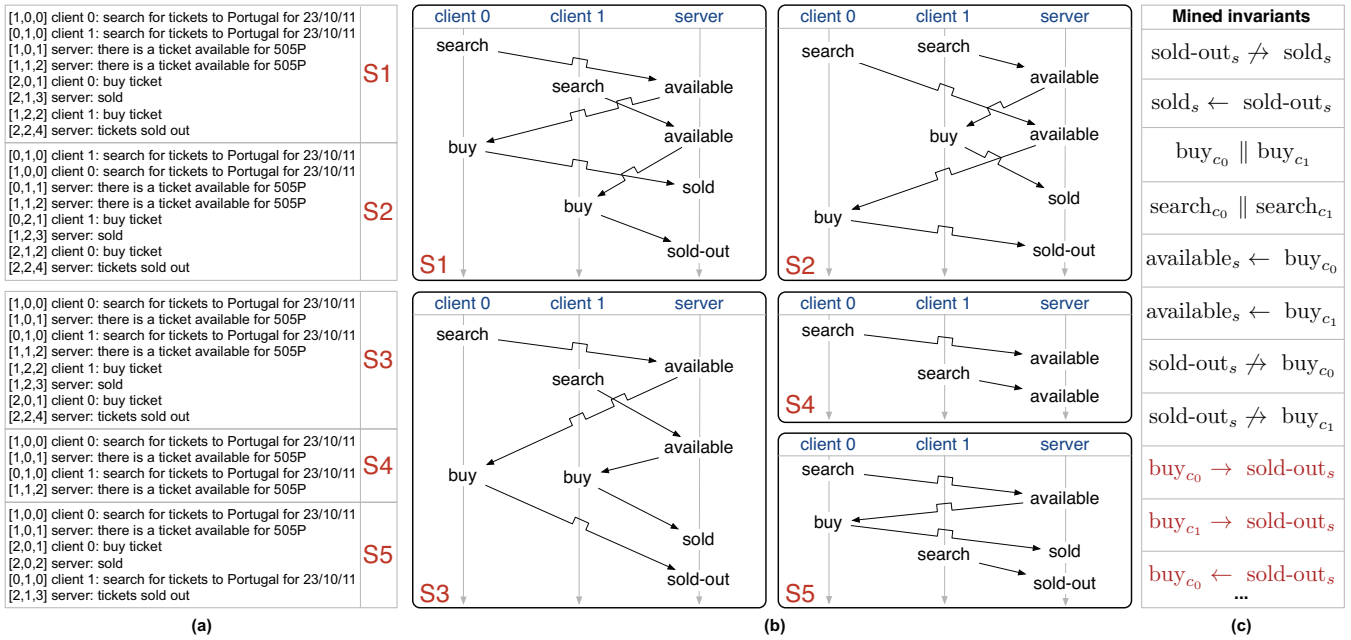 [1,0,0] client 0: search for tickets to Portugal for 23/10/11
[0,1,0] client 1: search for tickets to Portugal for 23/10/11
[1,0,1] server: there is a ticket available for 505P
[1,1,2] server: there is a ticket available for 505P
[2,0,1] client 0: buy ticket
[2,1,3] server: sold
[1,2,2] client 1: buy ticket
[2,2,4] server: tickets sold out
S1
[0,1,0] client 1: search for tickets to Portugal for 23/10/11
[1,0,0] client 0: search for tickets to Portugal for 23/10/11
[0,1,1] server: there is a ticket available for 505P
[1,1,2] server: there is a ticket available for 505P
[0,2,1] client 1: buy ticket
[1,2,3] server: sold
[2,1,2] client 0: buy ticket
[2,2,4] server: tickets sold out
S2
[1,0,0] client 0: search for tickets to Portugal for 23/10/11
[1,0,1] server: there is a ticket available for 505P
[0,1,0] client 1: search for tickets to Portugal for 23/10/11
[1,1,2] server: there is a ticket available for 505P
[1,2,2] client 1: buy ticket
[1,2,3] server: sold
[2,0,1] client 0: buy ticket
[2,2,4] server: tickets sold out
S3
[1,0,0] client 0: search for tickets to Portugal for 23/10/11
[1,0,1] server: there is a ticket available for 505P
[0,1,0] client 1: search for tickets to Portugal for 23/10/11
[1,1,2] server: there is a ticket available for 505P
S4
[1,0,0] client 0: search for tickets to Portugal for 23/10/11
[1,0,1] server: there is a ticket available for 505P
[2,0,1] client 0: buy ticket
[2,0,2] server: sold
[0,1,0] client 1: search for tickets to Portugal for 23/10/11
[2,1,3] server: tickets sold out
S5
(a)
client 0 client 1 server
search
search available
available
buy
sold
buy
sold-out
S1
client 0 client 1 server
search search
available
buy available
sold
buy
sold-out
S2
client 0 client 1 server
search
available
search
available
buy buy
sold
sold-out
S3
client 0 client 1 server
search
available
search
available
S4
client 0 client 1 server
search
available
buy
sold
search
sold-out
S5
(b)
Mined invariants
sold-out_s ↛ sold_s
sold_s ← sold-out_s
buy_c0 ∥ buy_c1
search_c0 ∥ search_c1
available_s ← buy_c0
available_s ← buy_c1
sold-out_s ↛ buy_c0
sold-out_s ↛ buy_c1
buy_c0 → sold-out_s
buy_c1 → sold-out_s
buy_c0 ← sold-out_s
...
(c)